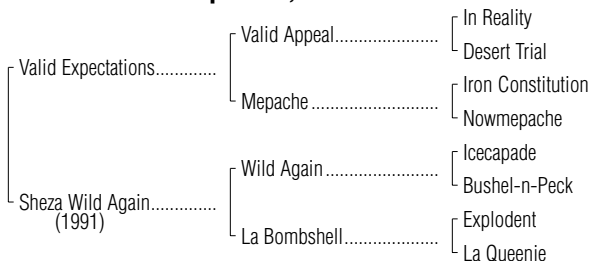 In Reality
Valid Appeal..................
Desert Trial
Valid Expectations.............
Iron Constitution
Mepache......................
Nowmepache
Icecapade
Wild Again....................
Bushel-n-Peck
Sheza Wild Again..............
(1991)
Explodent
La Bombshell.................
La Queenie